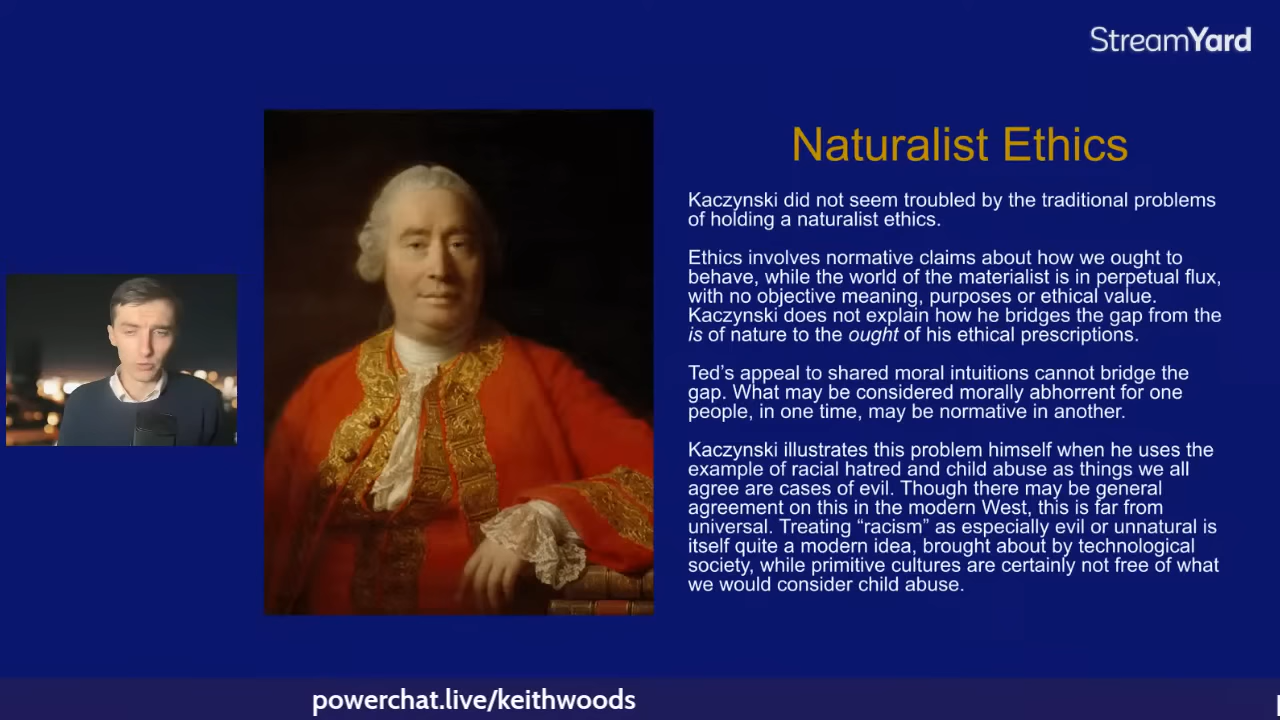 StreamYard
Naturalist Ethics
Kaczynski did not seem troubled by the traditional problems
of holding a naturalist ethics.
Ethics involves normative claims about how we ought to
behave, while the world of the materialist is in perpetual flux,
with no objective meaning, purposes or ethical value.
Kaczynski does not explain how he bridges the gap from the
is of nature to the ought of his ethical prescriptions.
Ted’s appeal to shared moral intuitions cannot bridge the
gap. What may be considered morally abhorrent for one
people, in one time, may be normative in another.
Kaczynski illustrates this problem himself when he uses the
example of racial hatred and child abuse as things we all
agree are cases of evil. Though there may be general
agreement on this in the modern West, this is far from
universal. Treating “racism” as especially evil or unnatural is
itself quite a modern idea, brought about by technological
society, while primitive cultures are certainly not free of what
we would consider child abuse.
powerchat.live/keithwoods